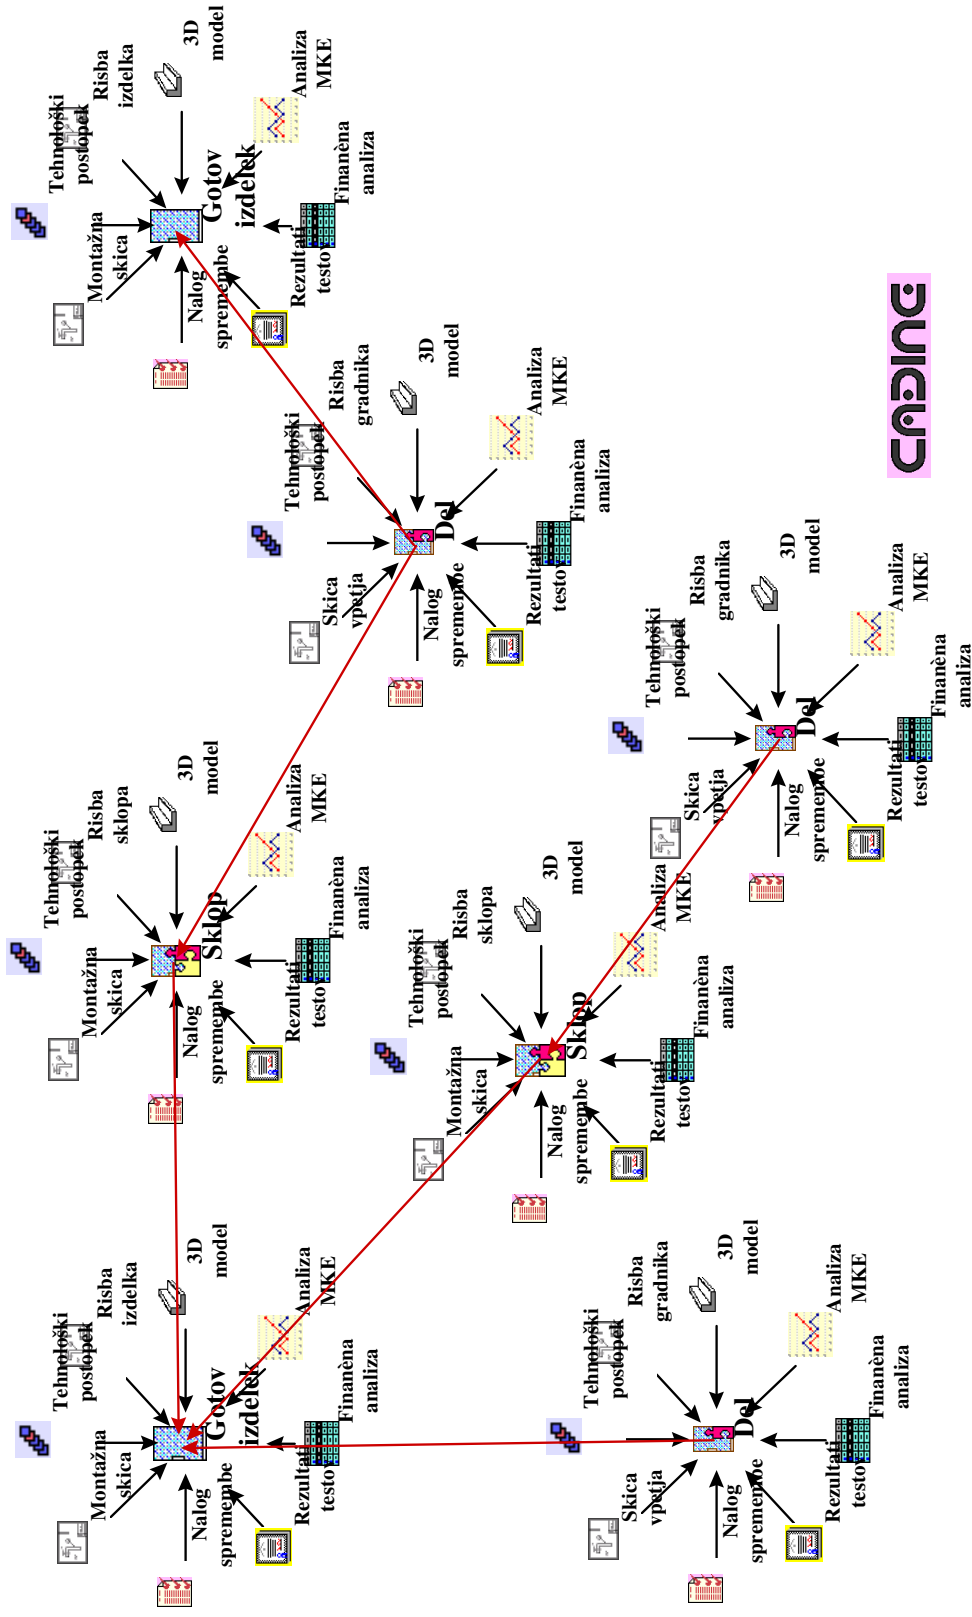 Tehnološki
postopek
Montažna
skica
Risba
izdelka
3D
model
Nalog
spremembe
Gotov
izdelek
Analiza
MKE
Rezultati
testov
Finanèna
analiza
Tehnološki
postopek
Montažna
skica
Risba
sklopa
3D
model
Nalog
spremembe
Sklop
Analiza
MKE
Rezultati
testov
Finanèna
analiza
Tehnološki
postopek
Montažna
skica
Risba
izdelka
3D
model
Nalog
spremembe
Gotov
izdelek
Analiza
MKE
Rezultati
testov
Finanèna
analiza
Tehnološki
postopek
Skica
vpetja
Risba
gradnika
3D
model
Nalog
spremembe
Del
Analiza
MKE
Rezultati
testov
Finanèna
analiza
Tehnološki
postopek
Montažna
skica
Risba
sklopa
3D
model
Nalog
spremembe
Sklop
Analiza
MKE
Rezultati
testov
Finanèna
analiza
Tehnološki
postopek
Skica
vpetja
Risba
gradnika
3D
model
Nalog
spremembe
Del
Analiza
MKE
Rezultati
testov
Finanèna
analiza
Tehnološki
postopek
Skica
vpetja
Risba
gradnika
3D
model
Nalog
spremembe
Del
Analiza
MKE
Rezultati
testov
Finanèna
analiza
CADINE